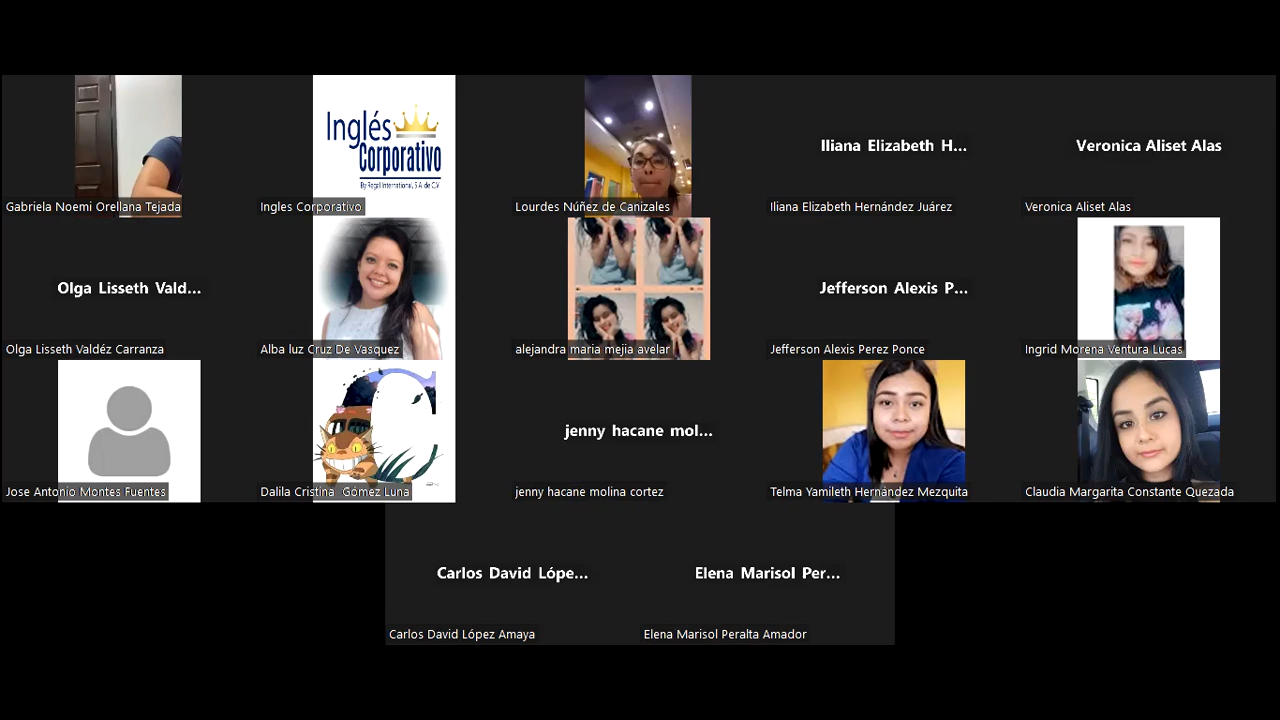 Inglés
Corporativo
By Regal International, S.A. de C.V.
Iliana Elizabeth H...
Veronica Aliset Alas
Gabriela Noemi Orellana Tejada
Ingles Corporativo
Lourdes Núñez de Canizales
Iliana Elizabeth Hernández Juárez
Veronica Aliset Alas
Olga Lisseth Vald...
Jefferson Alexis P...
Olga Lisseth Valdéz Carranza
Alba luz Cruz De Vasquez
alejandra maria mejia avelar
Jefferson Alexis Perez Ponce
Ingrid Morena Ventura Lucas
jenny hacane mol...
Jose Antonio Montes Fuentes
Dalila Cristina  Gómez Luna
jenny hacane molina cortez
Telma Yamileth Hernández Mezquita
Claudia Margarita Constante Quezada
Carlos David Lópe...
Elena Marisol Per...
Carlos David López Amaya
Elena Marisol Peralta Amador